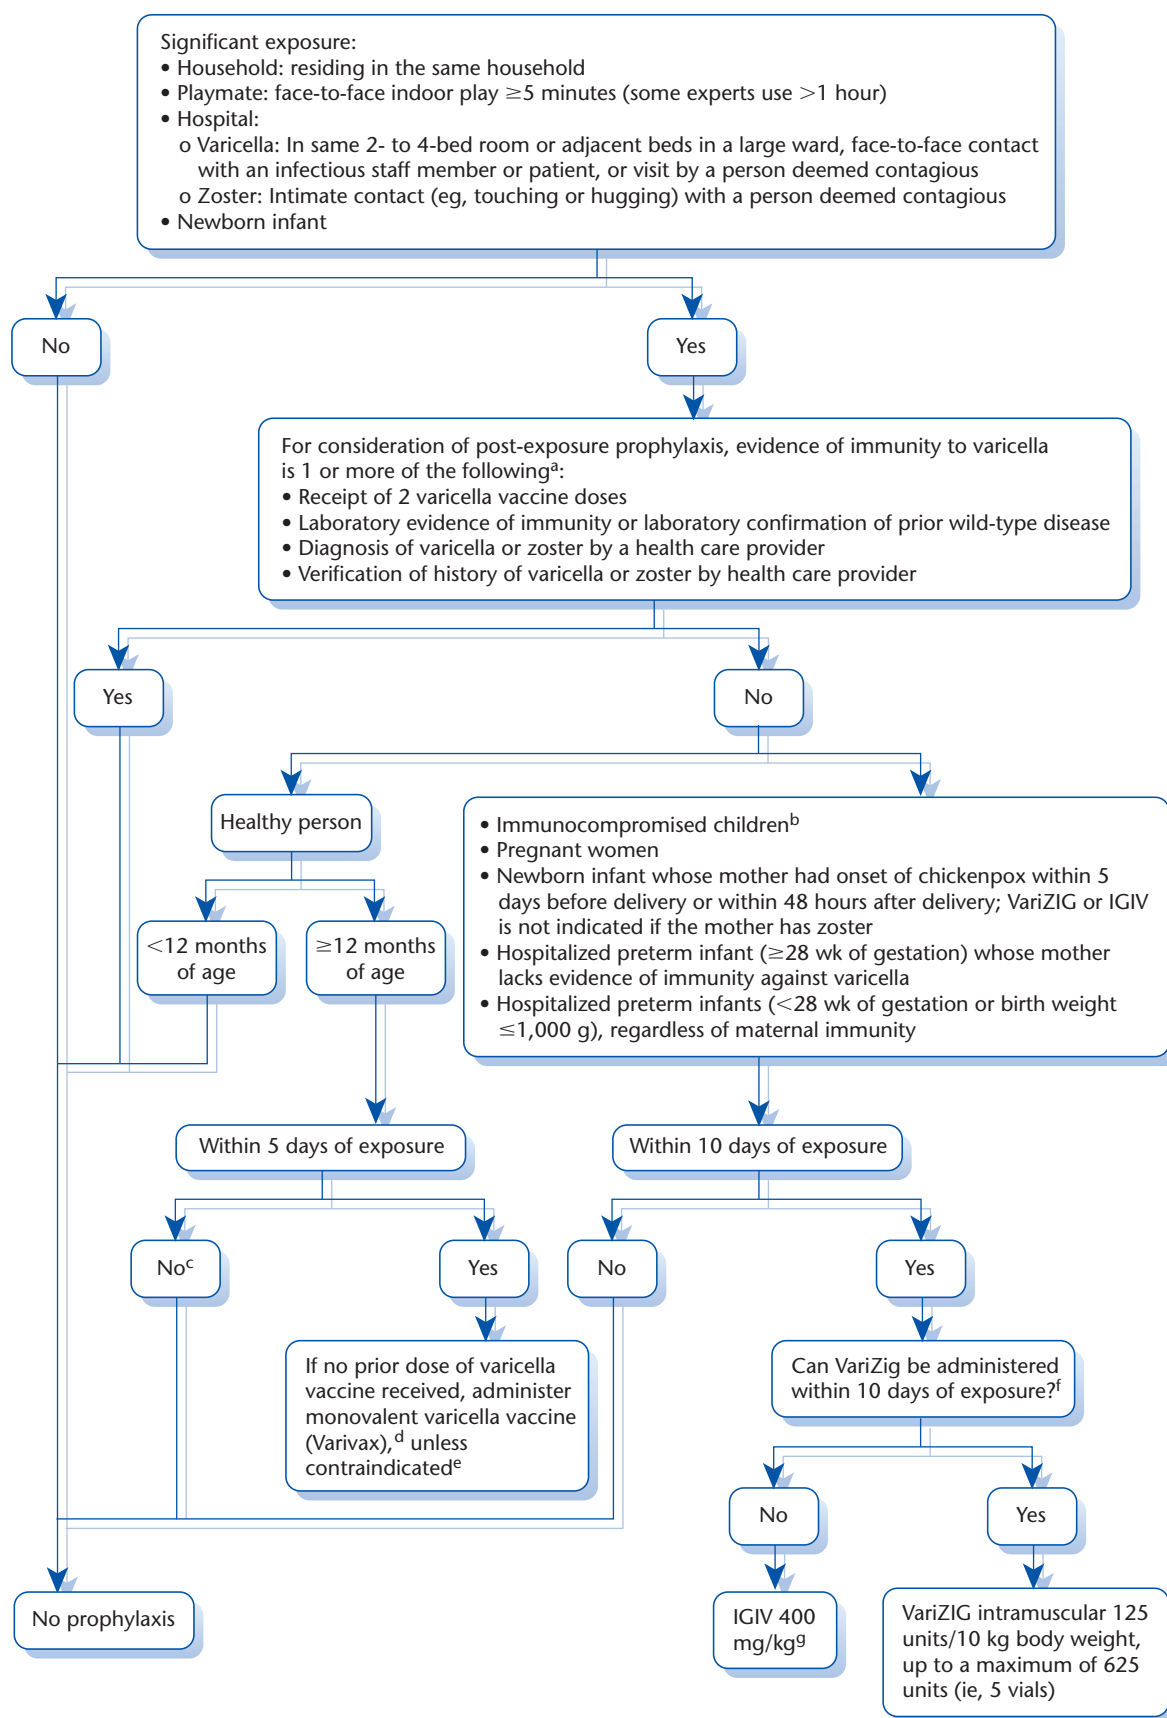 Significant exposure:
• Household: residing in the same household
• Playmate: face-to-face indoor play ≥5 minutes (some experts use >1 hour)
• Hospital:
o Varicella: In same 2- to 4-bed room or adjacent beds in a large ward, face-to-face contact
with an infectious staff member or patient, or visit by a person deemed contagious
o Zoster: Intimate contact (eg, touching or hugging) with a person deemed contagious
• Newborn infant
No
Yes
For consideration of post-exposure prophylaxis, evidence of immunity to varicella
is 1 or more of the followingᵃ:
• Receipt of 2 varicella vaccine doses
• Laboratory evidence of immunity or laboratory confirmation of prior wild-type disease
• Diagnosis of varicella or zoster by a health care provider
• Verification of history of varicella or zoster by health care provider
Yes
No
Healthy person
• Immunocompromised childrenᵇ
• Pregnant women
• Newborn infant whose mother had onset of chickenpox within 5
days before delivery or within 48 hours after delivery; VariZIG or IGIV
is not indicated if the mother has zoster
• Hospitalized preterm infant (≥28 wk of gestation) whose mother
lacks evidence of immunity against varicella
• Hospitalized preterm infants (<28 wk of gestation or birth weight
≤1,000 g), regardless of maternal immunity
<12 months
of age
≥12 months
of age
Within 5 days of exposure
Within 10 days of exposure
Noᶜ
Yes
No
Yes
If no prior dose of varicella
vaccine received, administer
monovalent varicella vaccine
(Varivax),ᵈ unless
contraindicatedᵉ
Can VariZig be administered
within 10 days of exposure?ᶠ
No
Yes
No prophylaxis
IGIV 400
mg/kgᵍ
VariZIG intramuscular 125
units/10 kg body weight,
up to a maximum of 625
units (ie, 5 vials)